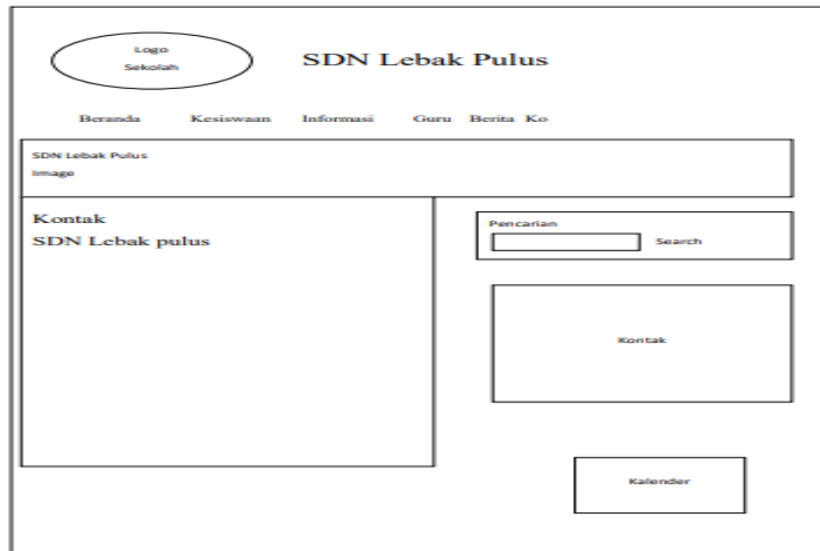 Logo
Sekolah
SDN Lebak Pulus
Beranda Kesiswaan Informasi Guru Berita Ko
SDN Lebak Pulus
Image
Kontak
SDN Lebak pulus
Pencarian
Search
Kontak
Kalender